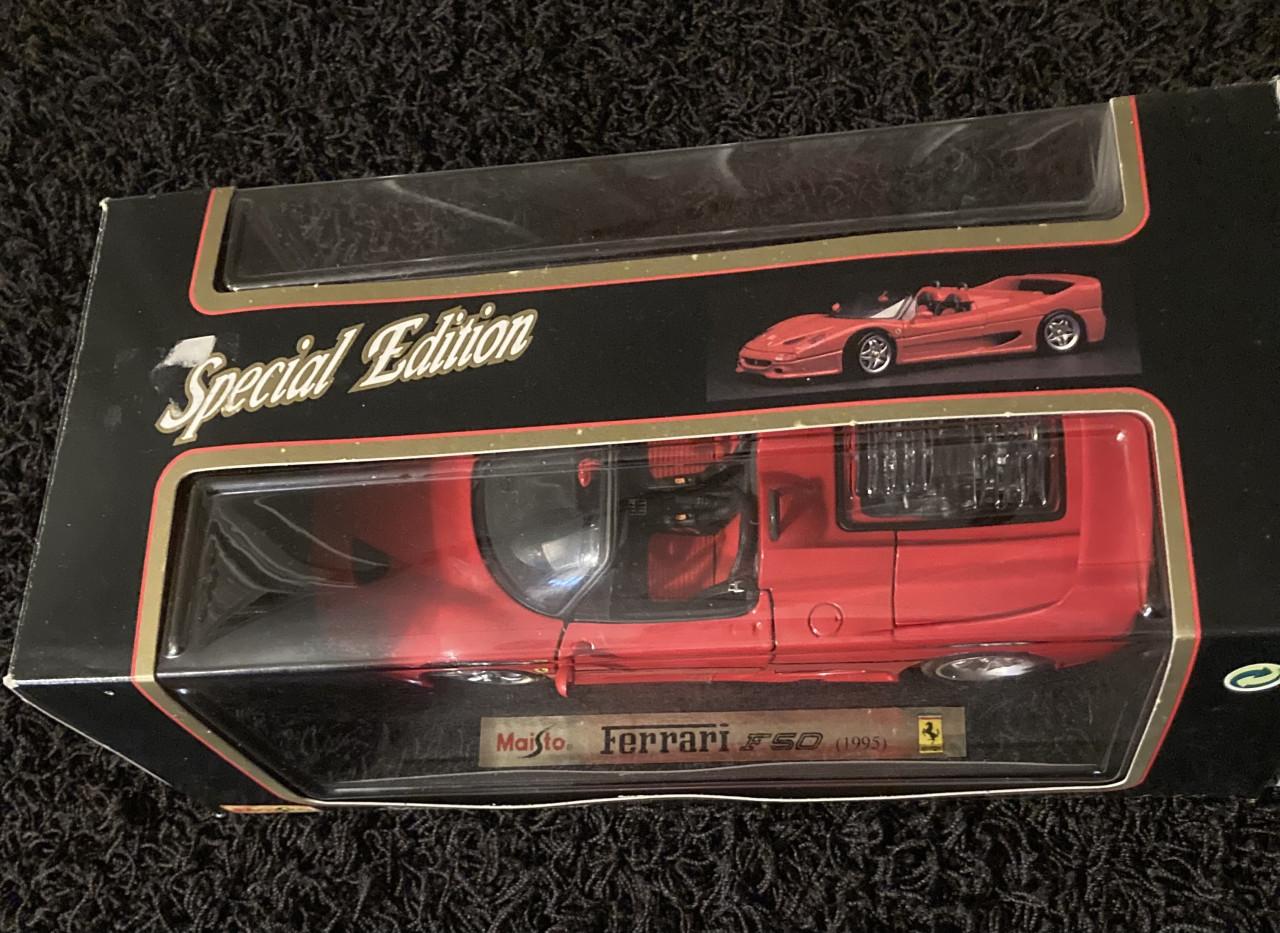 Special Edition
Maisto Ferrari F50 (1995)